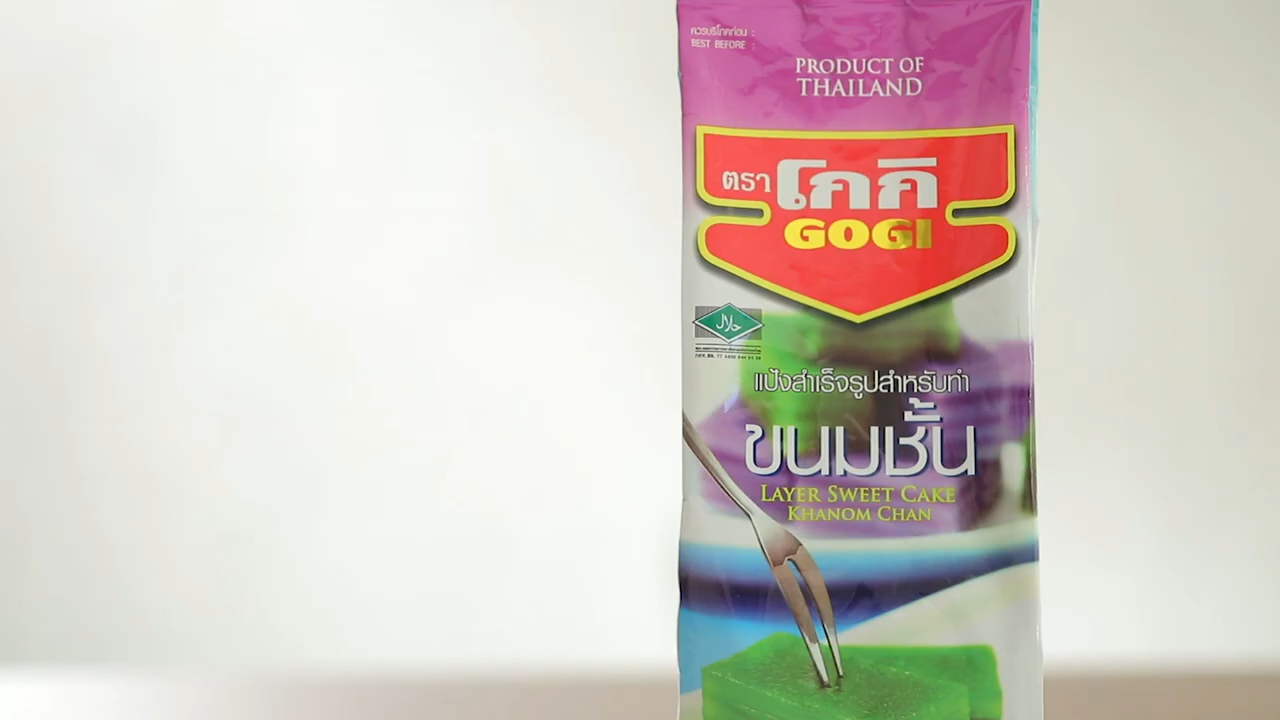 ควรบริโภคก่อน :
BEST BEFORE :
PRODUCT OF
THAILAND
ตรา โกกิ
GOGI
حلال
แป้งสำเร็จรูปสำหรับทำ
ขนมชั้น
LAYER SWEET CAKE
KHANOM CHAN